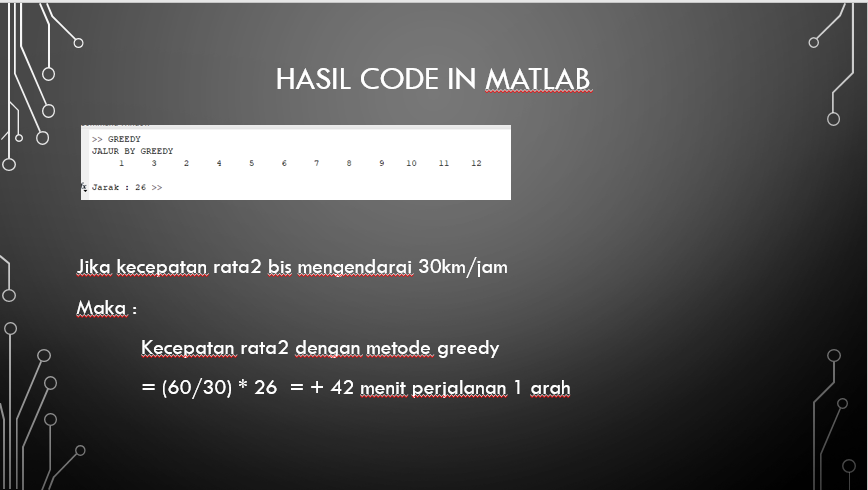 HASIL CODE IN MATLAB
>> GREEDY
JALUR BY GREEDY
1 3 2 4 5 6 7 8 9 10 11 12
Jarak : 26 >>
Jika kecepatan rata2 bis mengendarai 30km/jam
Maka :
Kecepatan rata2 dengan metode greedy
= (60/30) * 26 = + 42 menit perjalanan 1 arah